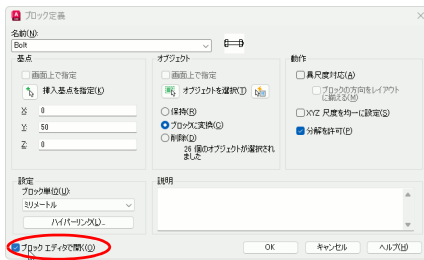 ブロック定義
名前(N):
Bolt
基点
画面上で指定
挿入基点を指定(K)
X: 0
Y: 50
Z: 0
オブジェクト
画面上で指定
オブジェクトを選択(T)
保持(R)
ブロックに変換(C)
削除(D)
26 個のオブジェクトが選択され
ました
動作
異尺度対応(A)
ブロックの方向をレイアウト
に揃える(M)
XYZ 尺度を均一に設定(S)
分解を許可(P)
設定
ブロック単位(U):
ミリメートル
ハイパーリンク(L)...
説明
ブロック エディタで開く(O)
OK
キャンセル
ヘルプ(H)